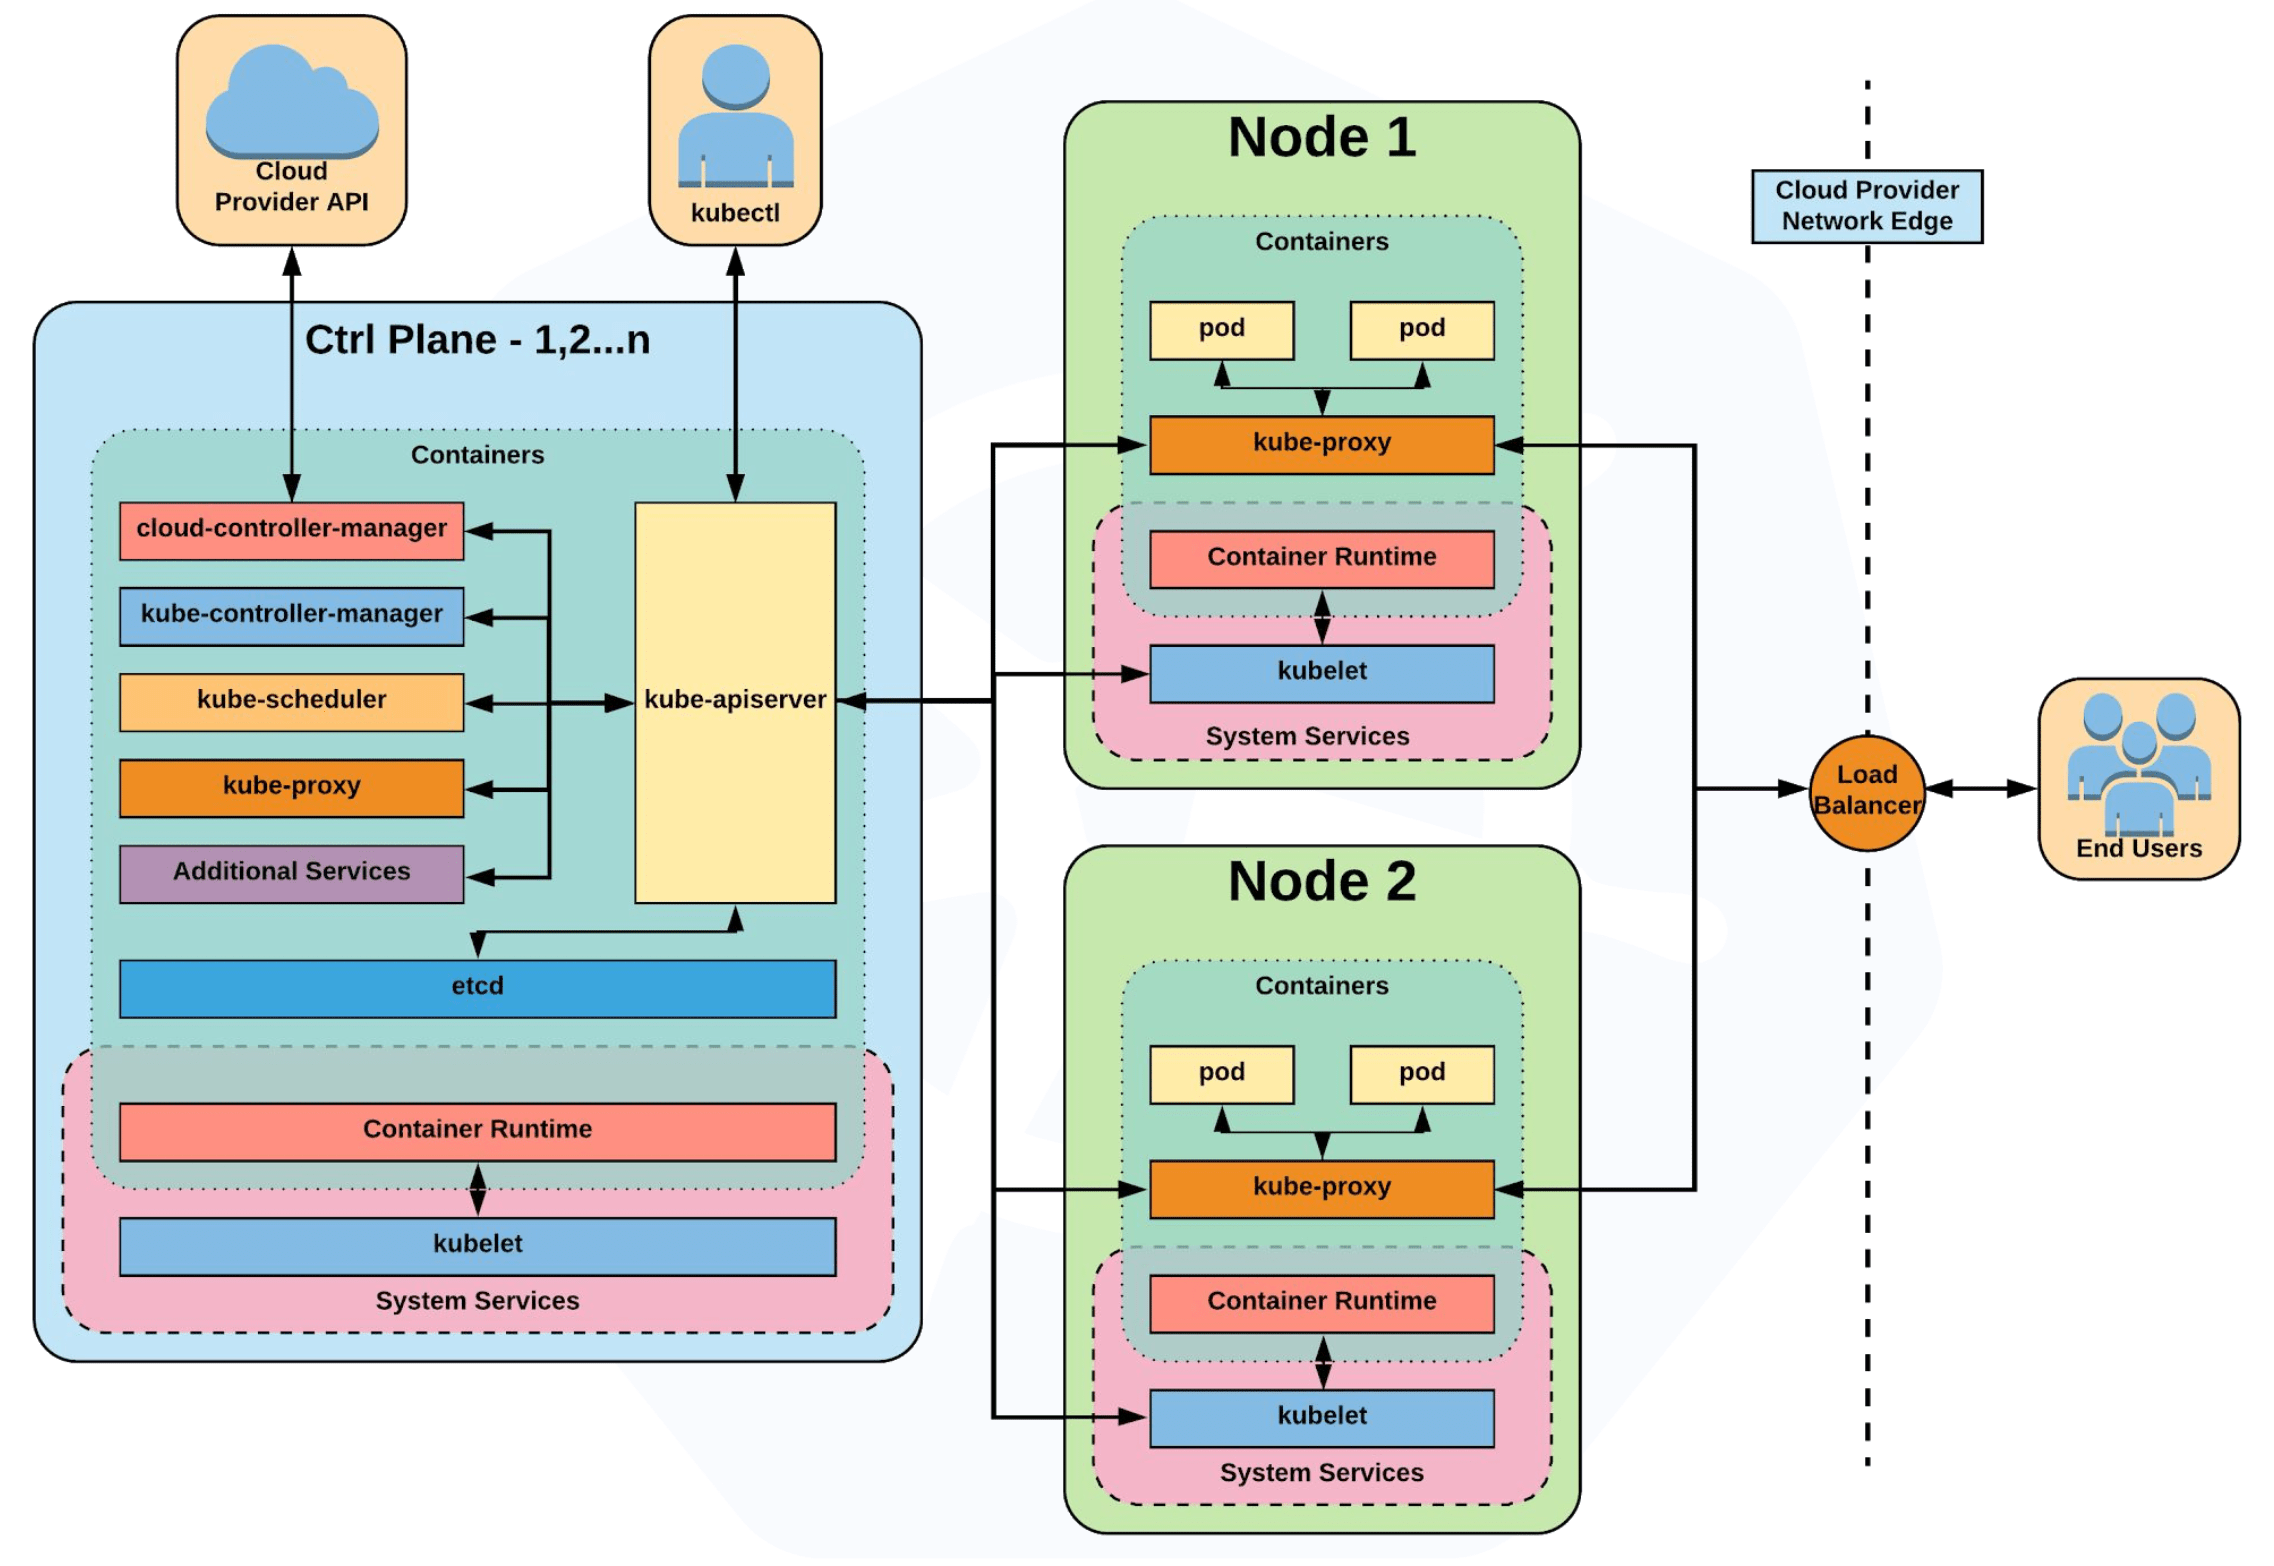 Cloud
Provider API
kubectl
Ctrl Plane - 1,2...n
Containers
cloud-controller-manager
kube-controller-manager
kube-scheduler
kube-proxy
Additional Services
kube-apiserver
etcd
Container Runtime
kubelet
System Services
Node 1
Containers
pod
pod
kube-proxy
Container Runtime
kubelet
System Services
Node 2
Containers
pod
pod
kube-proxy
Container Runtime
kubelet
System Services
Cloud Provider
Network Edge
Load
Balancer
End Users